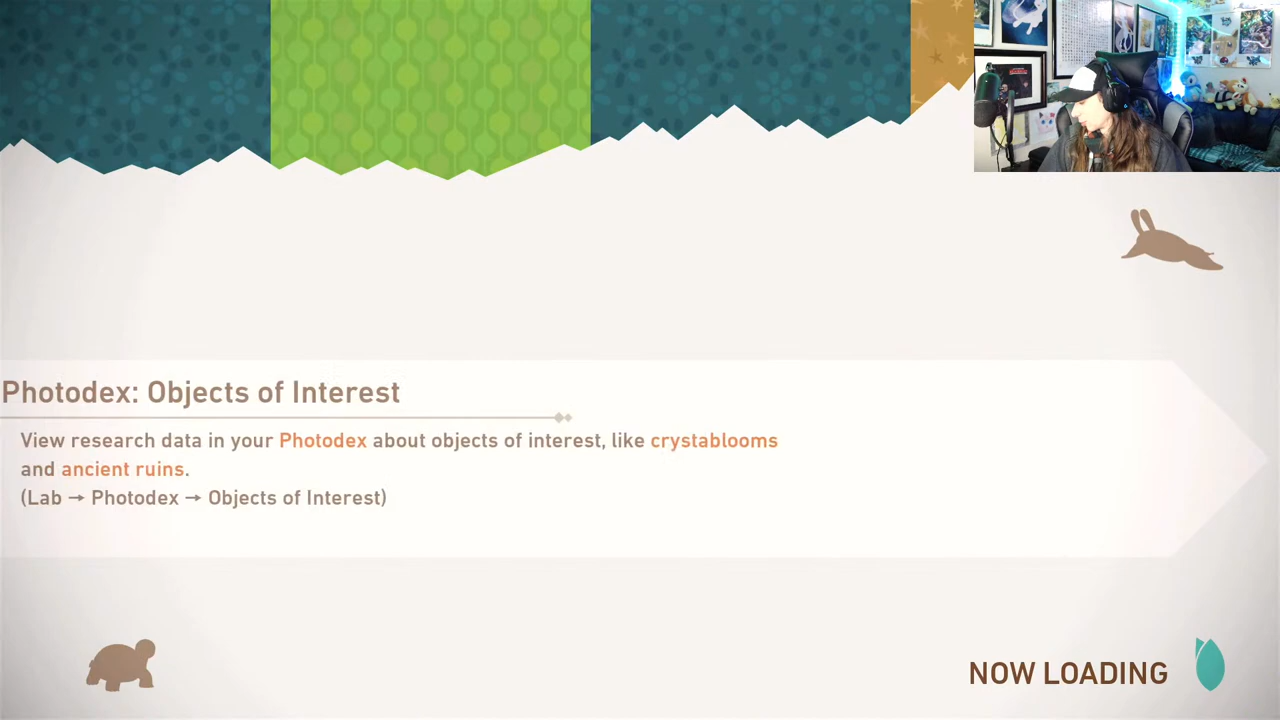 Photodex: Objects of Interest
View research data in your Photodex about objects of interest, like crystablooms
and ancient ruins.
(Lab → Photodex → Objects of Interest)
NOW LOADING